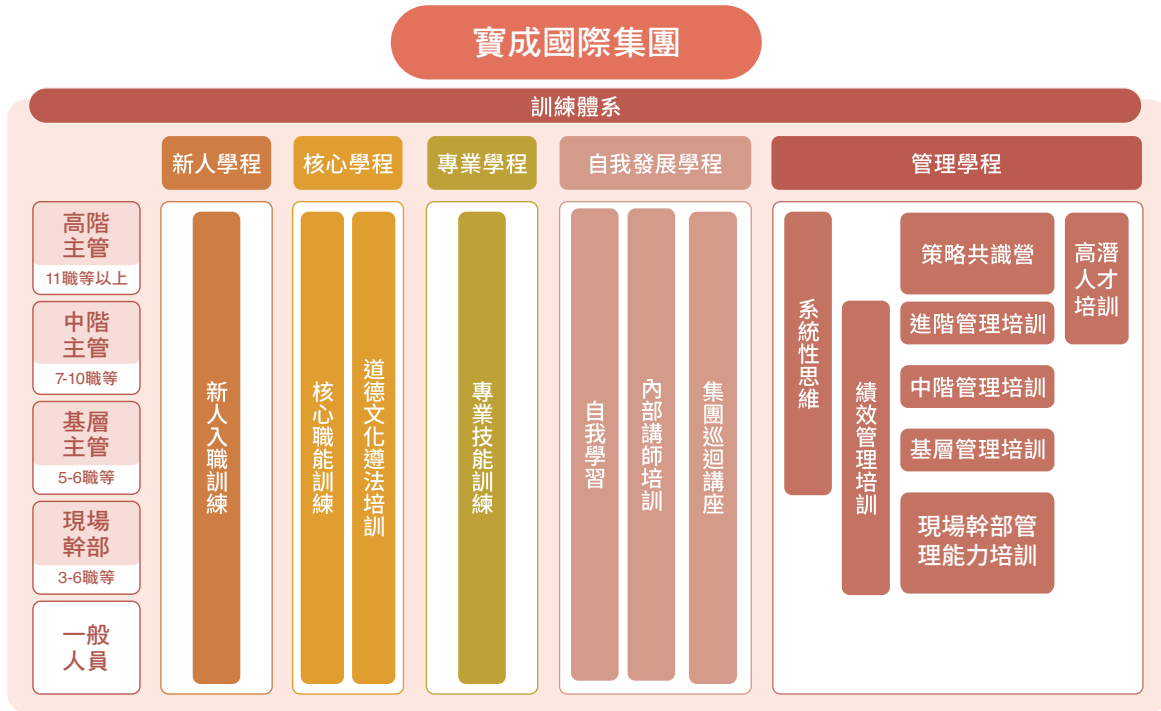 寶成國際集團
訓練體系
新人學程
核心學程
專業學程
自我發展學程
管理學程
高階
主管
11職等以上
中階
主管
7-10職等
基層
主管
5-6職等
現場
幹部
3-6職等
一般
人員
新人入職訓練
核心職能訓練
道德文化遵法培訓
專業技能訓練
自我學習
內部講師培訓
集團巡迴講座
系統性思維
績效管理培訓
策略共識營
進階管理培訓
中階管理培訓
基層管理培訓
現場幹部管
理能力培訓
高潛
人才
培訓